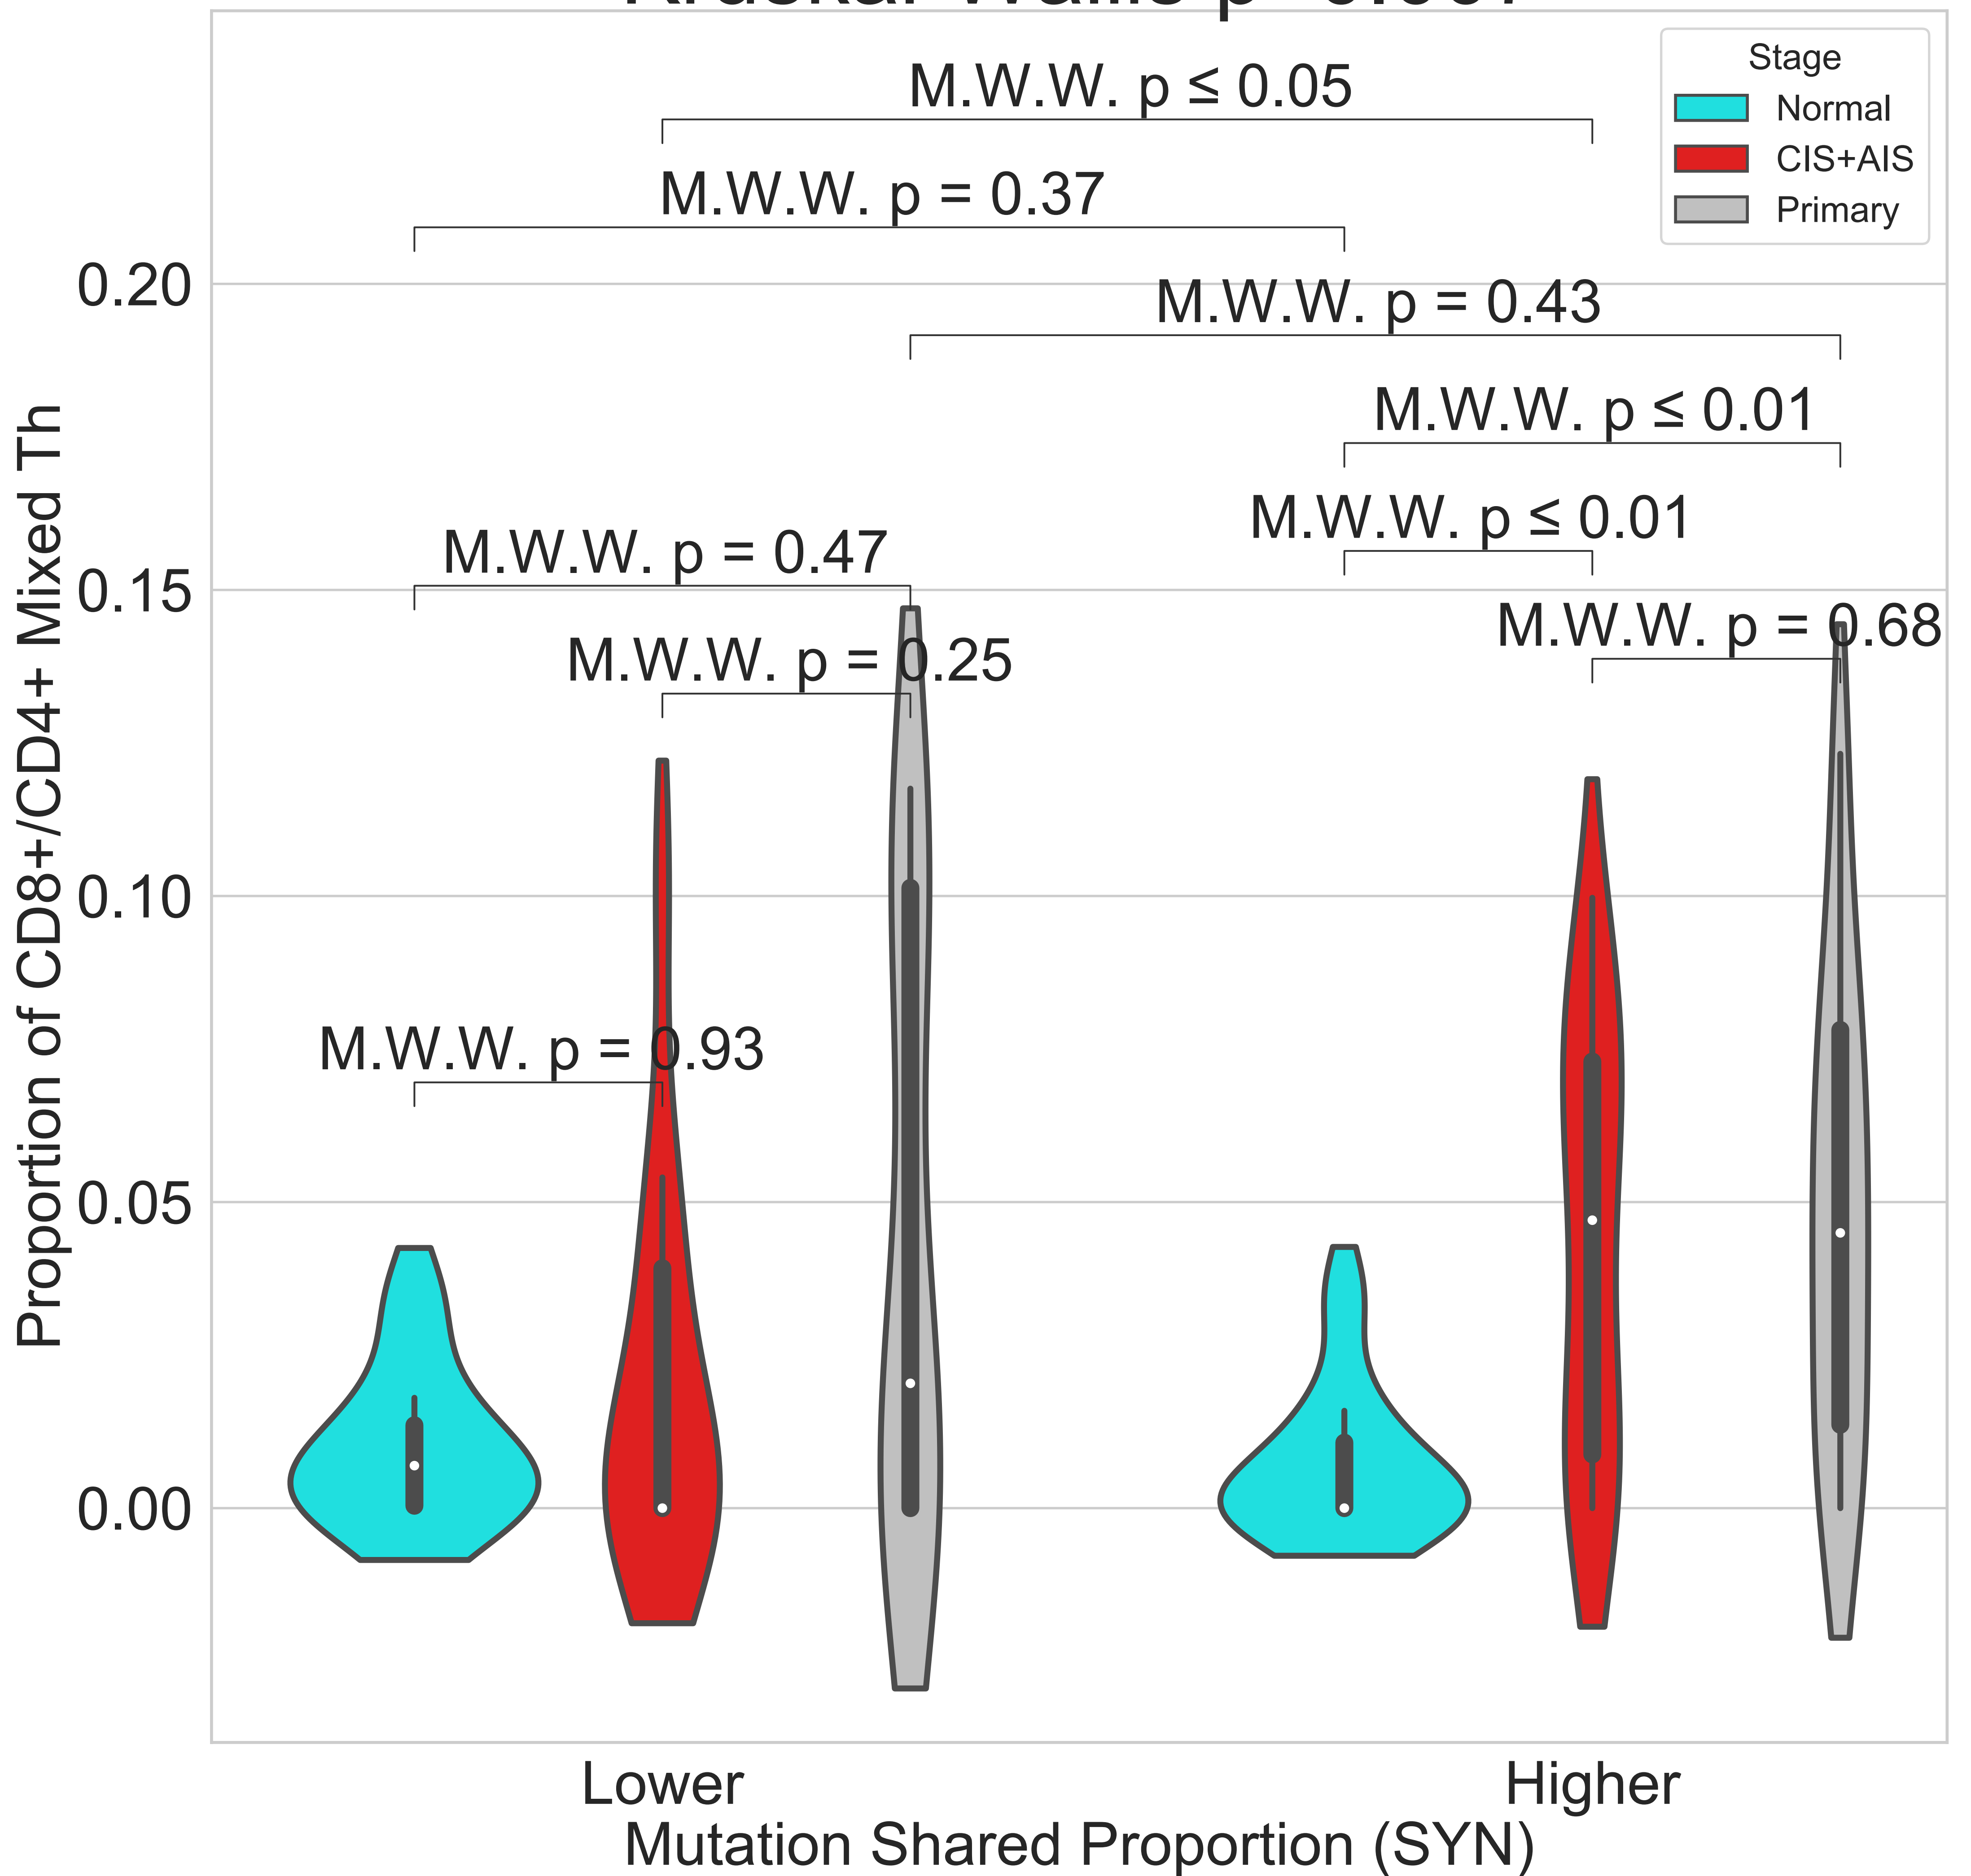 Stage
Normal
CIS+AIS
Primary
M.W.W. p ≤ 0.05
M.W.W. p = 0.37
M.W.W. p = 0.43
M.W.W. p ≤ 0.01
M.W.W. p ≤ 0.01
M.W.W. p = 0.47
M.W.W. p = 0.68
M.W.W. p = 0.25
M.W.W. p = 0.93
Proportion of CD8+/CD4+ Mixed Th
0.20
0.15
0.10
0.05
0.00
Lower
Higher
Mutation Shared Proportion (SYN)